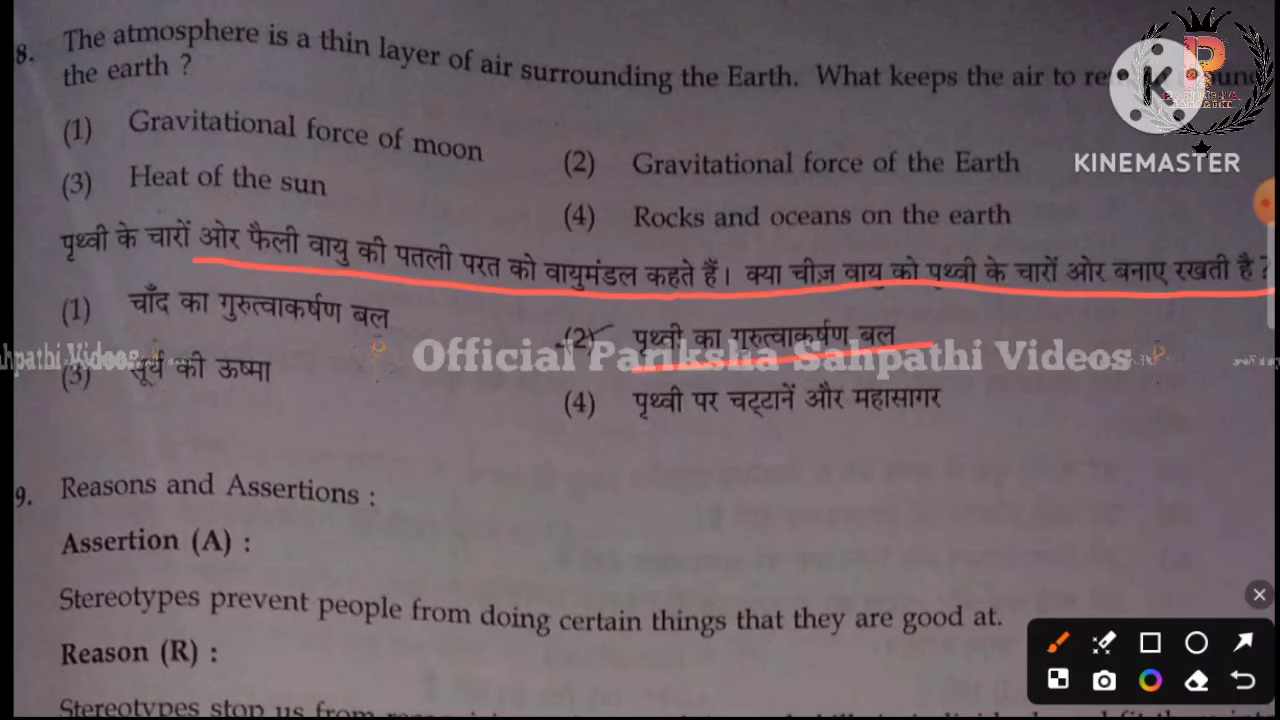 8. The atmosphere is a thin layer of air surrounding the Earth. What keeps the air to
the earth ?
(1) Gravitational force of moon
(2) Gravitational force of the Earth
(3) Heat of the sun
(4) Rocks and oceans on the earth
KINEMASTER
पृथ्वी के चारों ओर फैली वायु की पतली परत को वायुमंडल कहते हैं। क्या चीज़ वायु को पृथ्वी के चारों ओर बनाए रखती है ?
(1) चाँद का गुरुत्वाकर्षण बल
(2) पृथ्वी का गुरुत्वाकर्षण बल
(3) सूर्य की ऊष्मा
(4) पृथ्वी पर चट्टानें और महासागर
Official Pariksha Sahpathi Videos
9. Reasons and Assertions :
Assertion (A) :
Stereotypes prevent people from doing certain things that they are good at.
Reason (R) :
Stereotypes stop us from